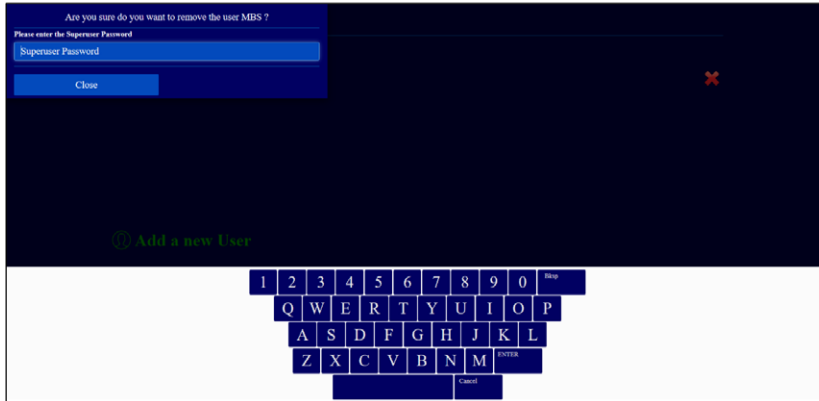 Are you sure do you want to remove the user MBS ?
Please enter the Superuser Password
Superuser Password
Close
Add a new User
1 2 3 4 5 6 7 8 9 0 Bksp
Q W E R T Y U I O P
A S D F G H J K L
Z X C V B N M ENTER
Cancel